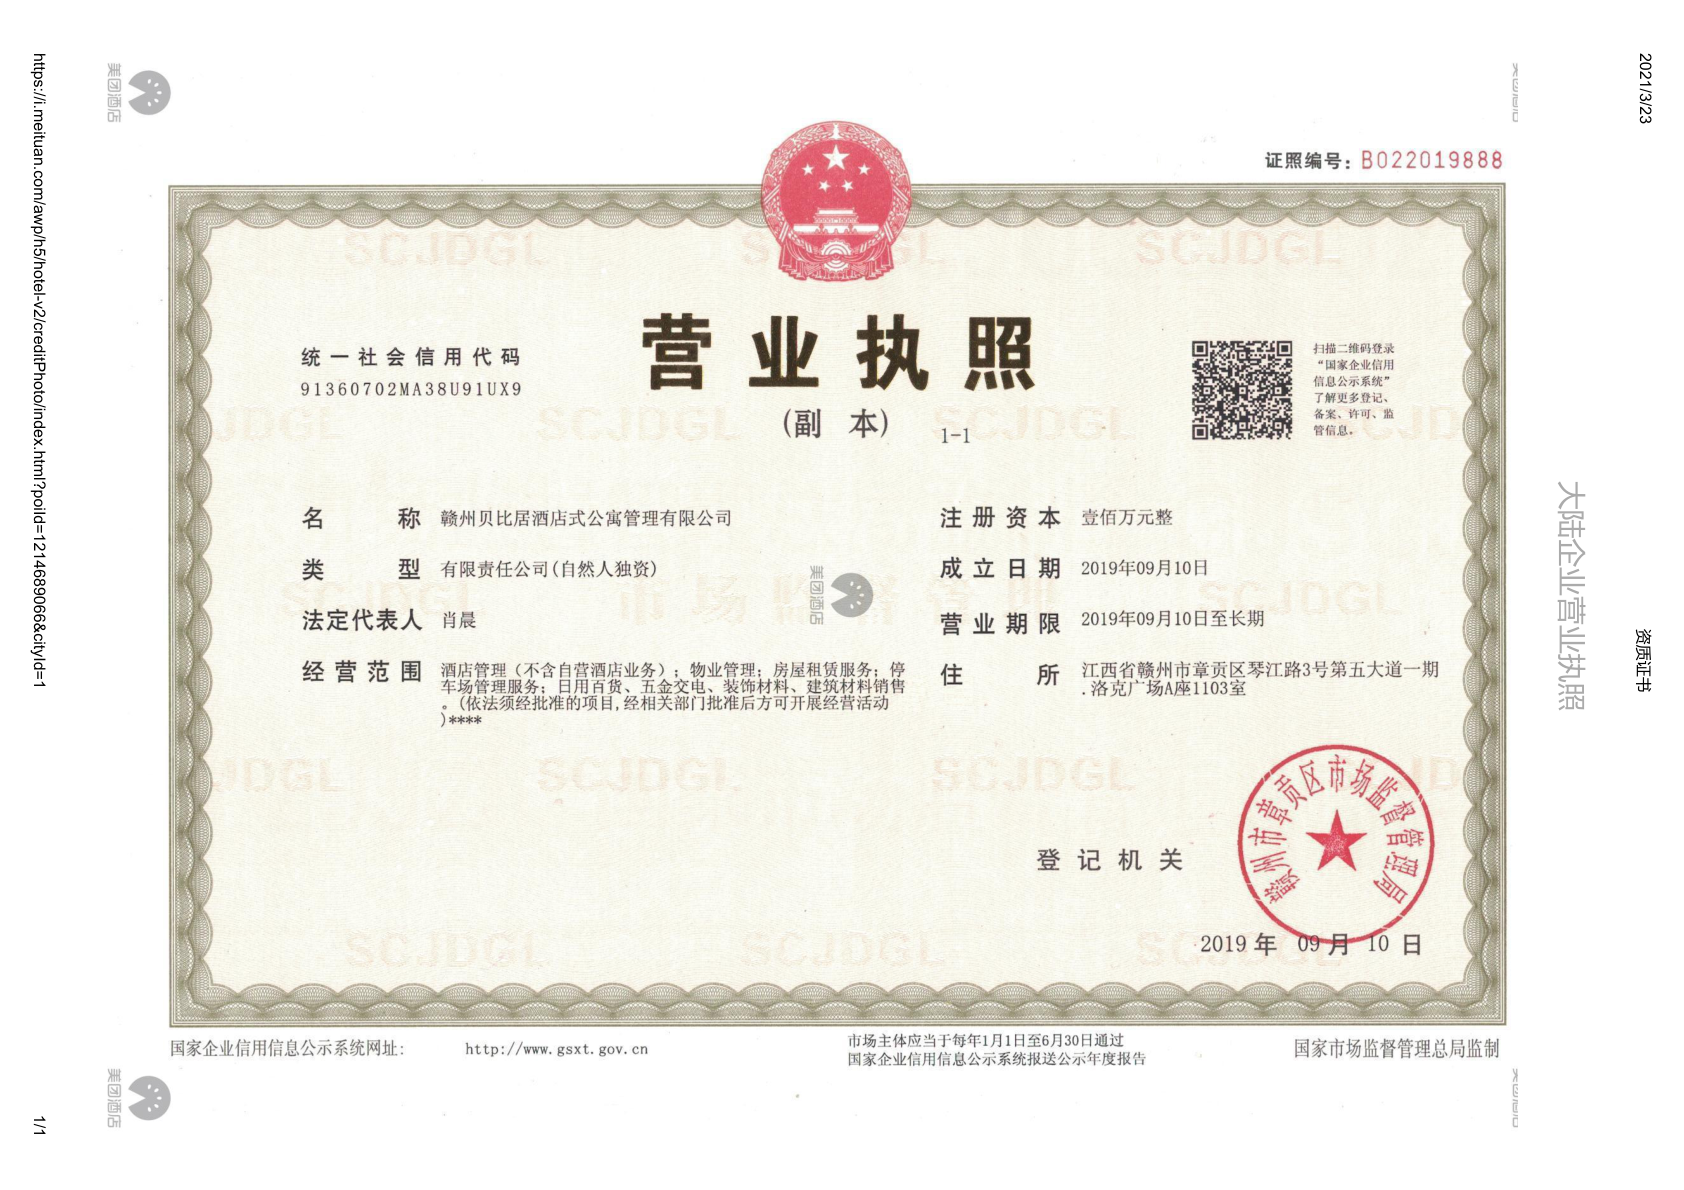 2021/3/23
资质证书
大陆企业营业执照
美团酒店
证照编号：B022019888
SCJDGL
营业执照
(副 本)
1-1
统一社会信用代码
91360702MA38U91UX9
扫描二维码登录
“国家企业信用
信息公示系统”
了解更多登记、
备案、许可、监
管信息。
名称 赣州贝比居酒店式公寓管理有限公司
类型 有限责任公司(自然人独资)
法定代表人 肖晨
经营范围 酒店管理（不含自营酒店业务）；物业管理；房屋租赁服务；停
车场管理服务；日用百货、五金交电、装饰材料、建筑材料销售
。(依法须经批准的项目,经相关部门批准后方可开展经营活动
)****
注册资本 壹佰万元整
成立日期 2019年09月10日
营业期限 2019年09月10日至长期
住所 江西省赣州市章贡区琴江路3号第五大道一期
.洛克广场A座1103室
美团酒店
登记机关
赣州市章贡区市场监督管理局
2019 年 09 月 10 日
国家企业信用信息公示系统网址：
http://www.gsxt.gov.cn
市场主体应当于每年1月1日至6月30日通过
国家企业信用信息公示系统报送公示年度报告
国家市场监督管理总局监制
美团酒店
https://i.meituan.com/awp/h5/hotel-v2/creditPhoto/index.html?poiId=1214689066&cityId=1
1/1